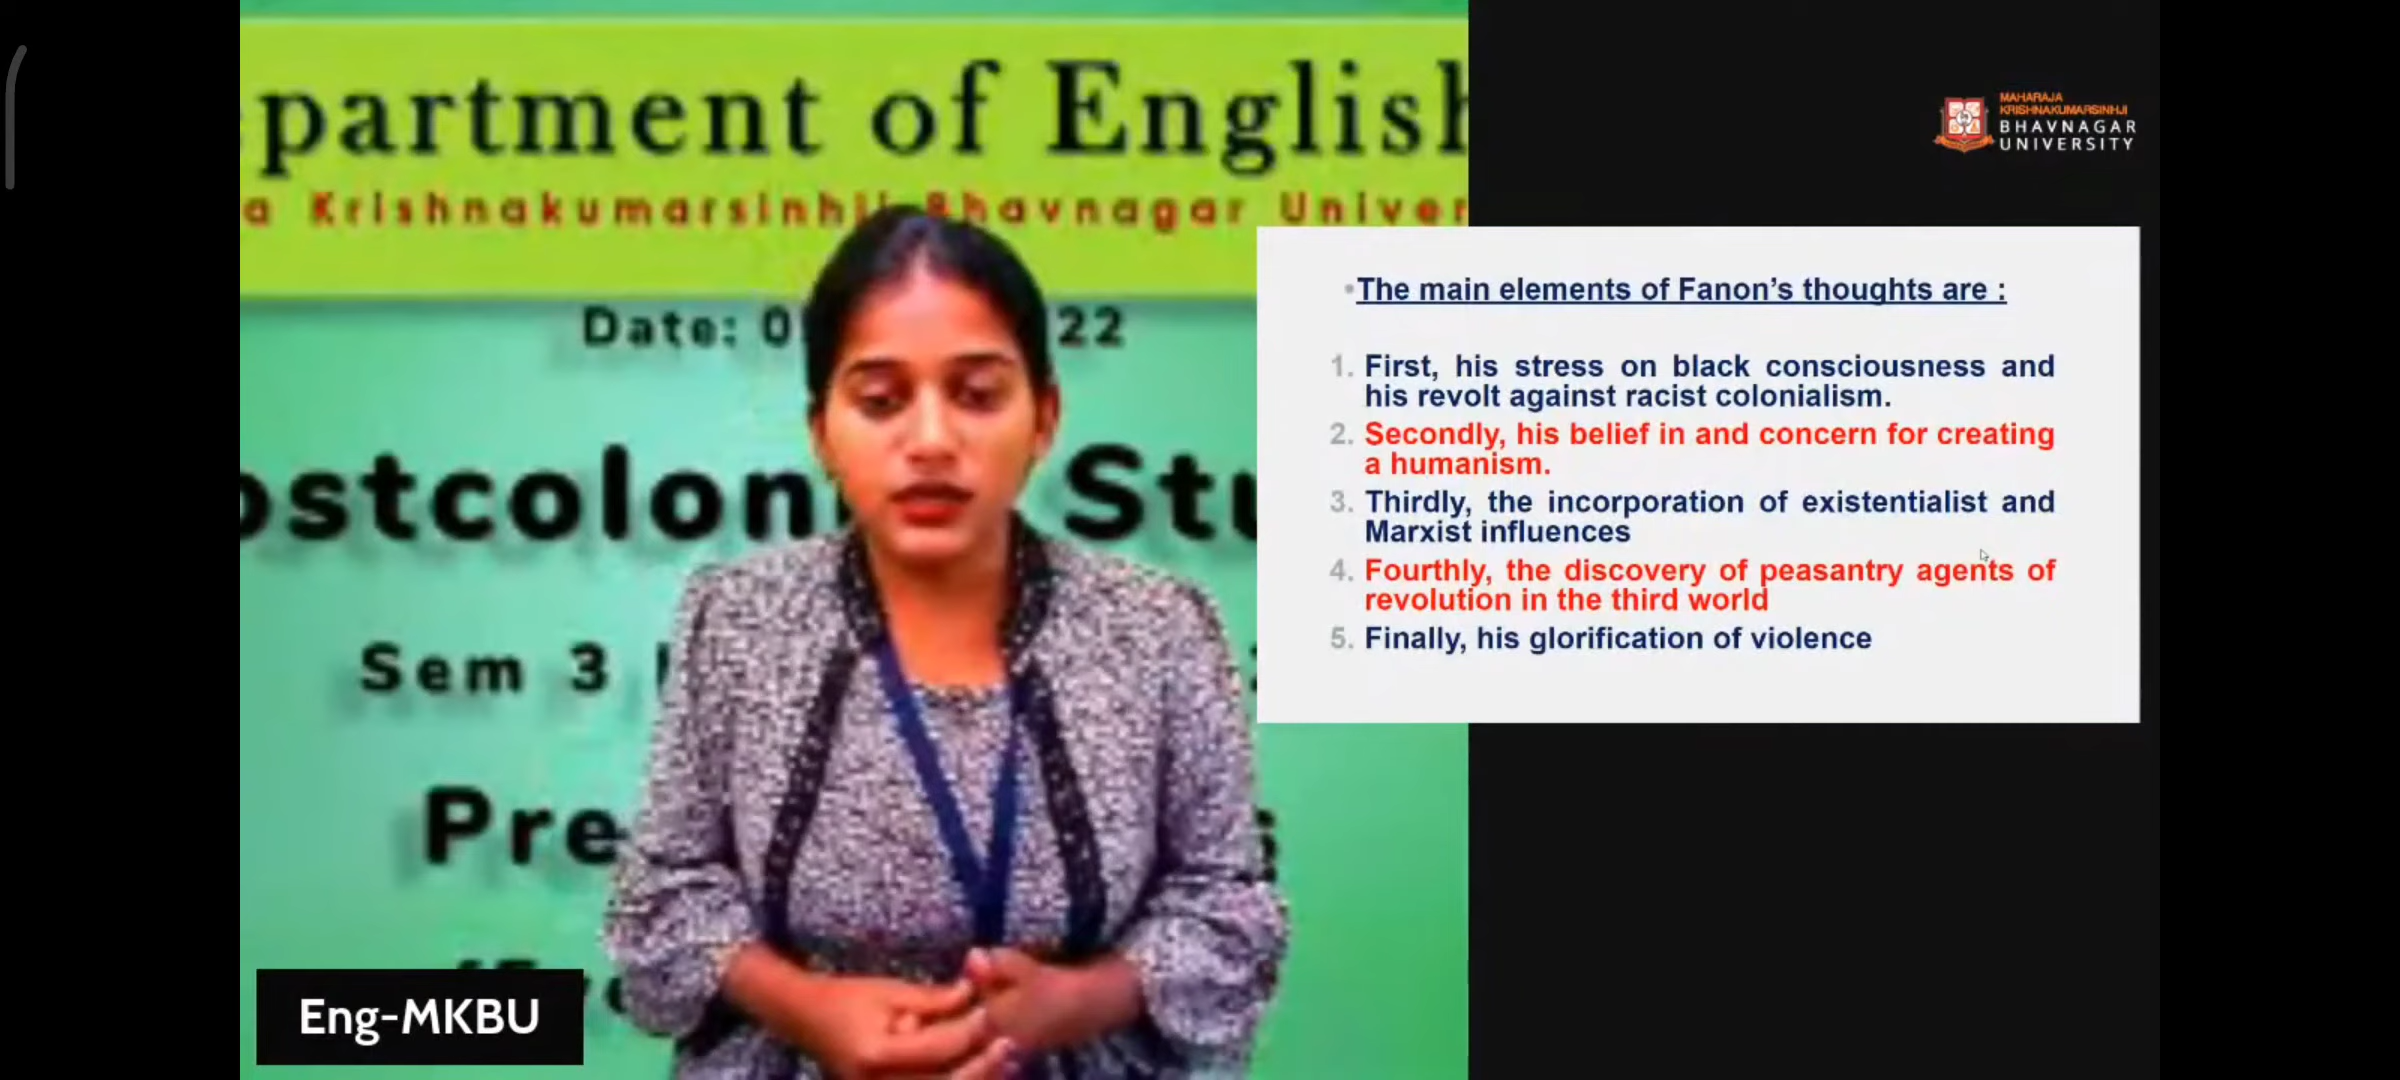 partment of English
a Krishnakumarsinhji Bhavnagar Univer
Date: 0 22
Sem 3
Eng-MKBU
MAHARAJA
KRISHNAKUMARSINHJI
BHAVNAGAR
UNIVERSITY
•The main elements of Fanon's thoughts are :
1. First, his stress on black consciousness and
his revolt against racist colonialism.
2. Secondly, his belief in and concern for creating
a humanism.
3. Thirdly, the incorporation of existentialist and
Marxist influences
4. Fourthly, the discovery of peasantry agents of
revolution in the third world
5. Finally, his glorification of violence